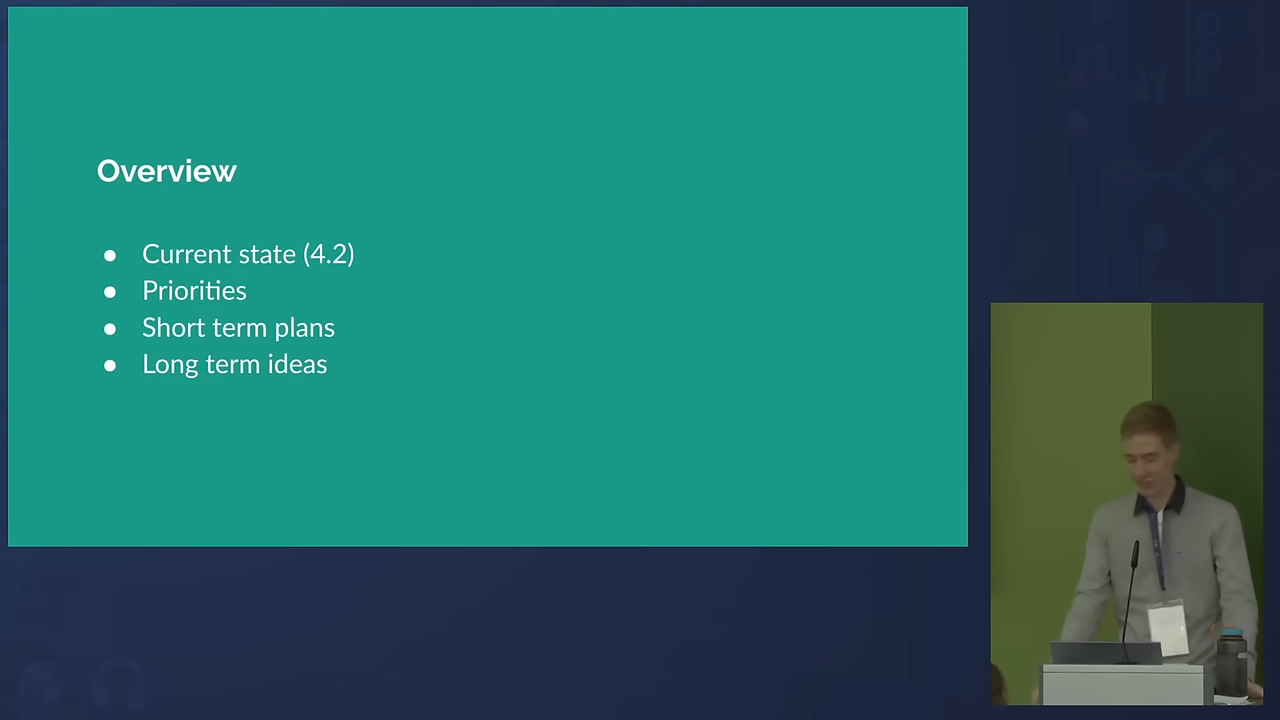 Overview
● Current state (4.2)
● Priorities
● Short term plans
● Long term ideas